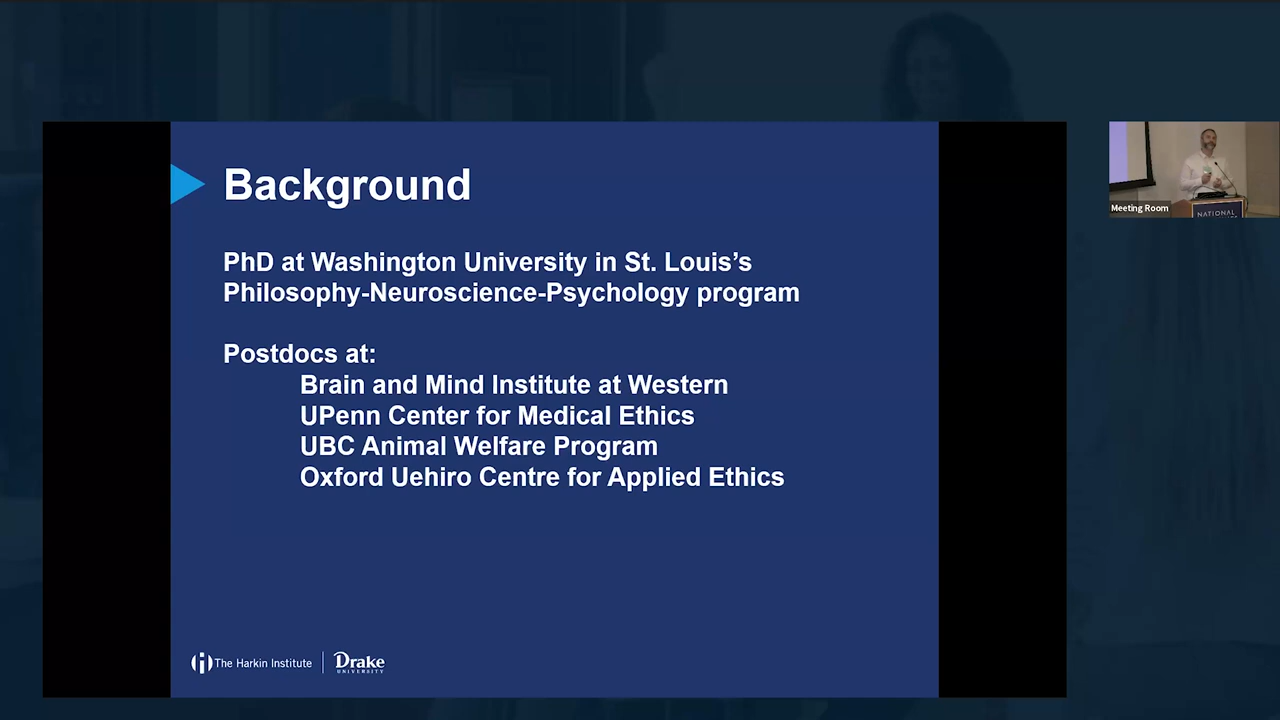 Background
PhD at Washington University in St. Louis’s
Philosophy-Neuroscience-Psychology program
Postdocs at:
Brain and Mind Institute at Western
UPenn Center for Medical Ethics
UBC Animal Welfare Program
Oxford Uehiro Centre for Applied Ethics
The Harkin Institute
Drake
UNIVERSITY
Meeting Room
NATIONAL